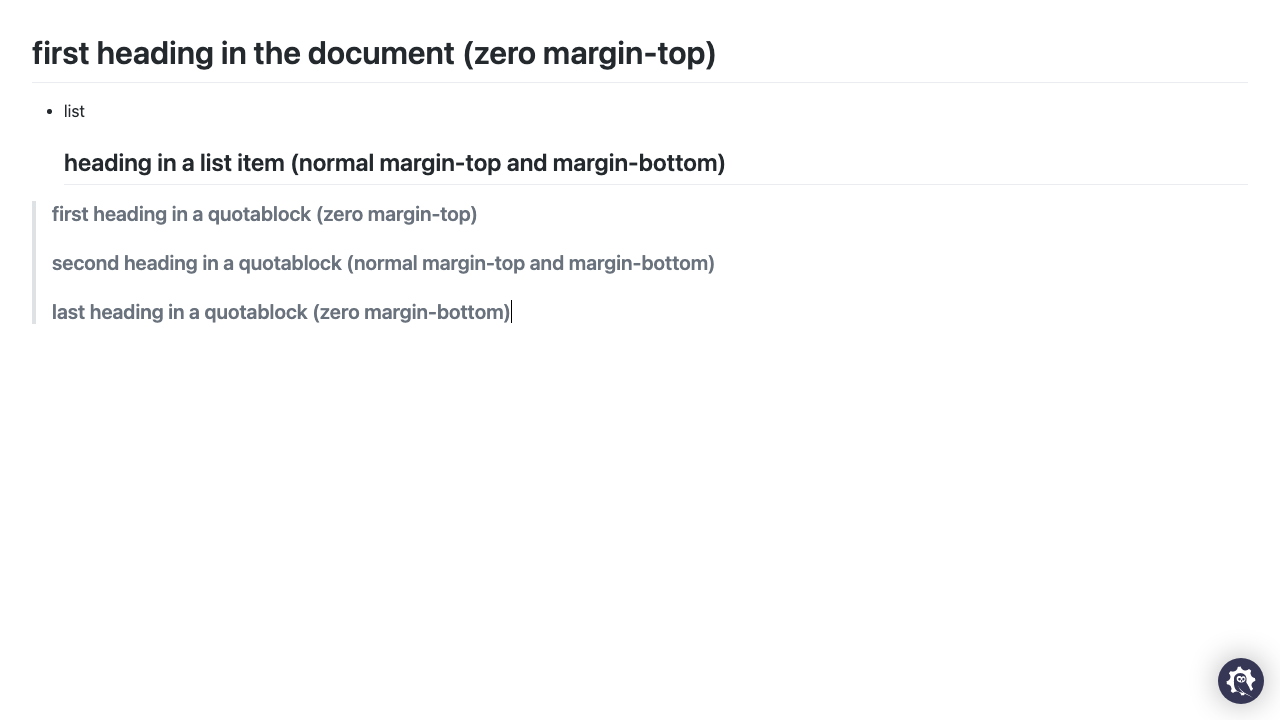 first heading in the document (zero margin-top)
list
heading in a list item (normal margin-top and margin-bottom)
first heading in a quotablock (zero margin-top)
second heading in a quotablock (normal margin-top and margin-bottom)
last heading in a quotablock (zero margin-bottom)